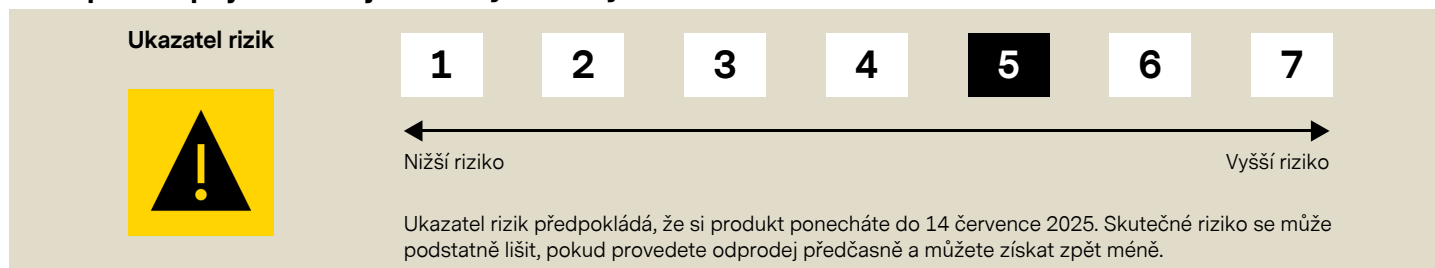 Ukazatel rizik
1 2 3 4 5 6 7
Nižší riziko Vyšší riziko
Ukazatel rizik předpokládá, že si produkt ponecháte do 14 července 2025. Skutečné riziko se může
podstatně lišit, pokud provedete odprodej předčasně a můžete získat zpět méně.